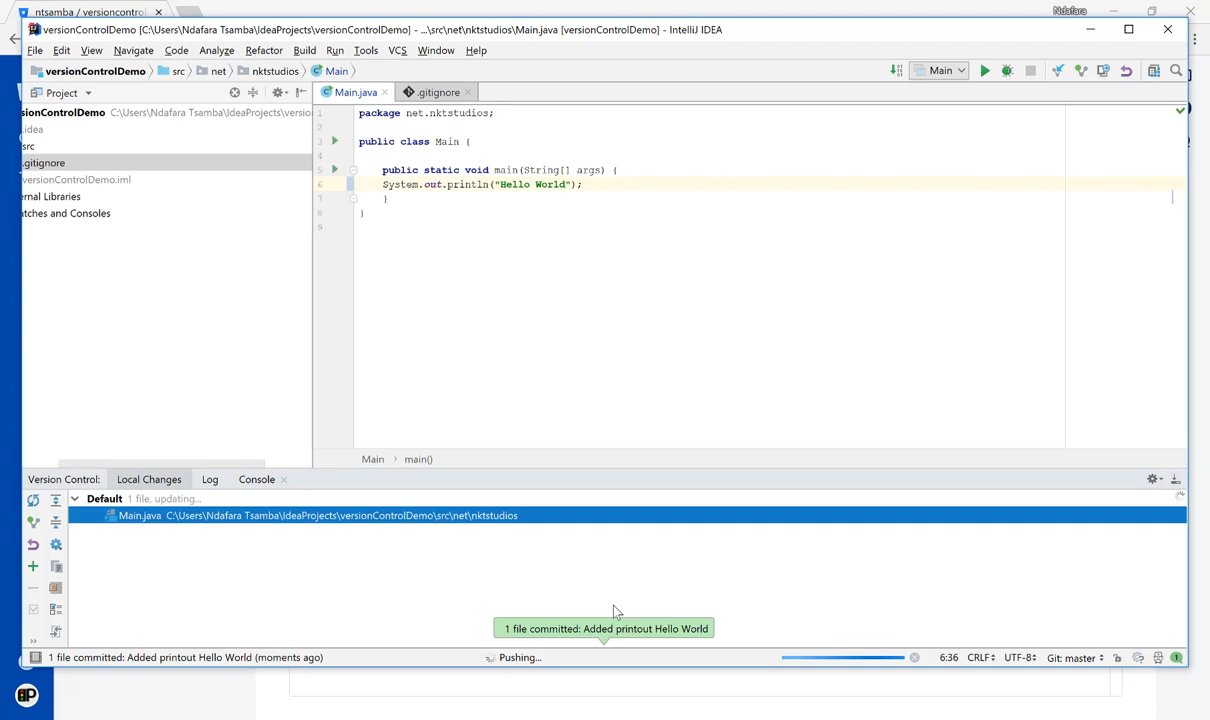 ntsamba / versioncontrol
Ndafara
versionControlDemo [C:\Users\Ndafara Tsamba\IdeaProjects\versionControlDemo] - ...\src\net\nktstudios\Main.java [versionControlDemo] - IntelliJ IDEA
File Edit View Navigate Code Analyze Refactor Build Run Tools VCS Window Help
versionControlDemo src net nktstudios Main
Main
Project
Main.java
.gitignore
sionControlDemo C:\Users\Ndafara Tsamba\IdeaProjects\versio
.idea
src
.gitignore
versionControlDemo.iml
ernal Libraries
atches and Consoles
1 package net.nktstudios;
2
3 public class Main {
4
5 public static void main(String[] args) {
6 System.out.println("Hello World");
7 }
8 }
9
Main main()
Version Control: Local Changes Log Console
Default 1 file, updating...
Main.java C:\Users\Ndafara Tsamba\IdeaProjects\versionControlDemo\src\net\nktstudios
1 file committed: Added printout Hello World
1 file committed: Added printout Hello World (moments ago)
Pushing...
6:36 CRLF UTF-8 Git: master 1
P